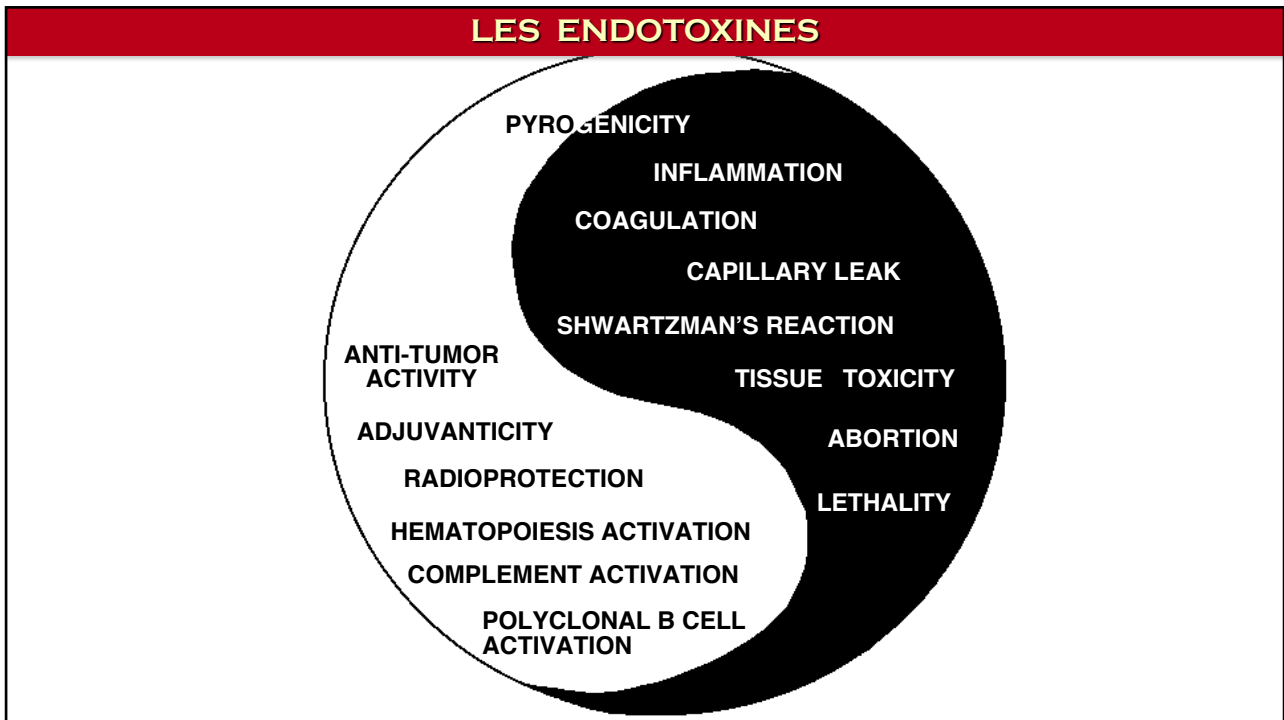 LES ENDOTOXINES
PYROGENICITY
INFLAMMATION
COAGULATION
CAPILLARY LEAK
SHWARTZMAN'S REACTION
ANTI-TUMOR
ACTIVITY
TISSUE TOXICITY
ADJUVANTICITY
ABORTION
RADIOPROTECTION
LETHALITY
HEMATOPOIESIS ACTIVATION
COMPLEMENT ACTIVATION
POLYCLONAL B CELL
ACTIVATION